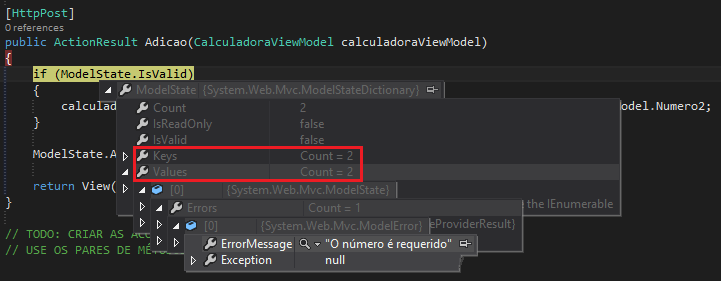 [HttpPost]
0 references
public ActionResult Adicao(CalculadoraViewModel calculadoraViewModel)
{
if (ModelState.IsValid)
ModelState {System.Web.Mvc.ModelStateDictionary}
{
Count 2
calculad odel.Numero2;
IsReadOnly false
}
IsValid false
Keys Count = 2
ModelState.A
Values Count = 2
return View(
[0] {System.Web.Mvc.ModelState}
} the IEnumerable
Errors Count = 1
[0] {System.Web.Mvc.ModelError} eProviderResult}
// TODO: CRIAR AS
ErrorMessage "O número é requerido"
// USE OS PARES DE
Exception null